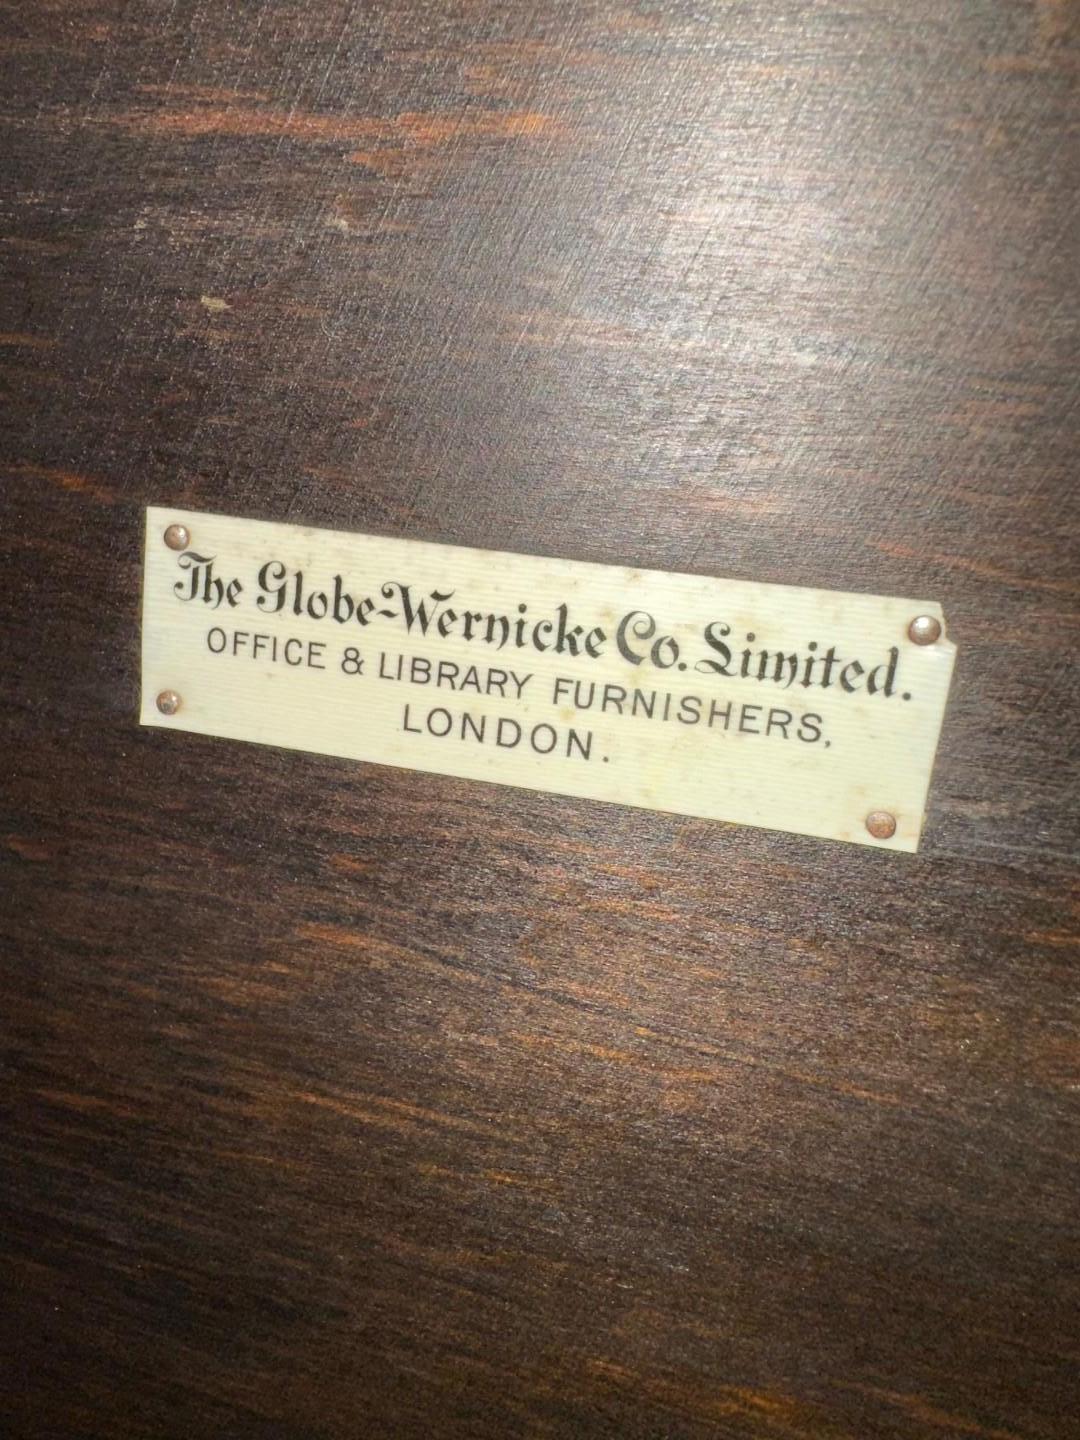 The Globe-Wernicke Co. Limited.
OFFICE & LIBRARY FURNISHERS,
LONDON.